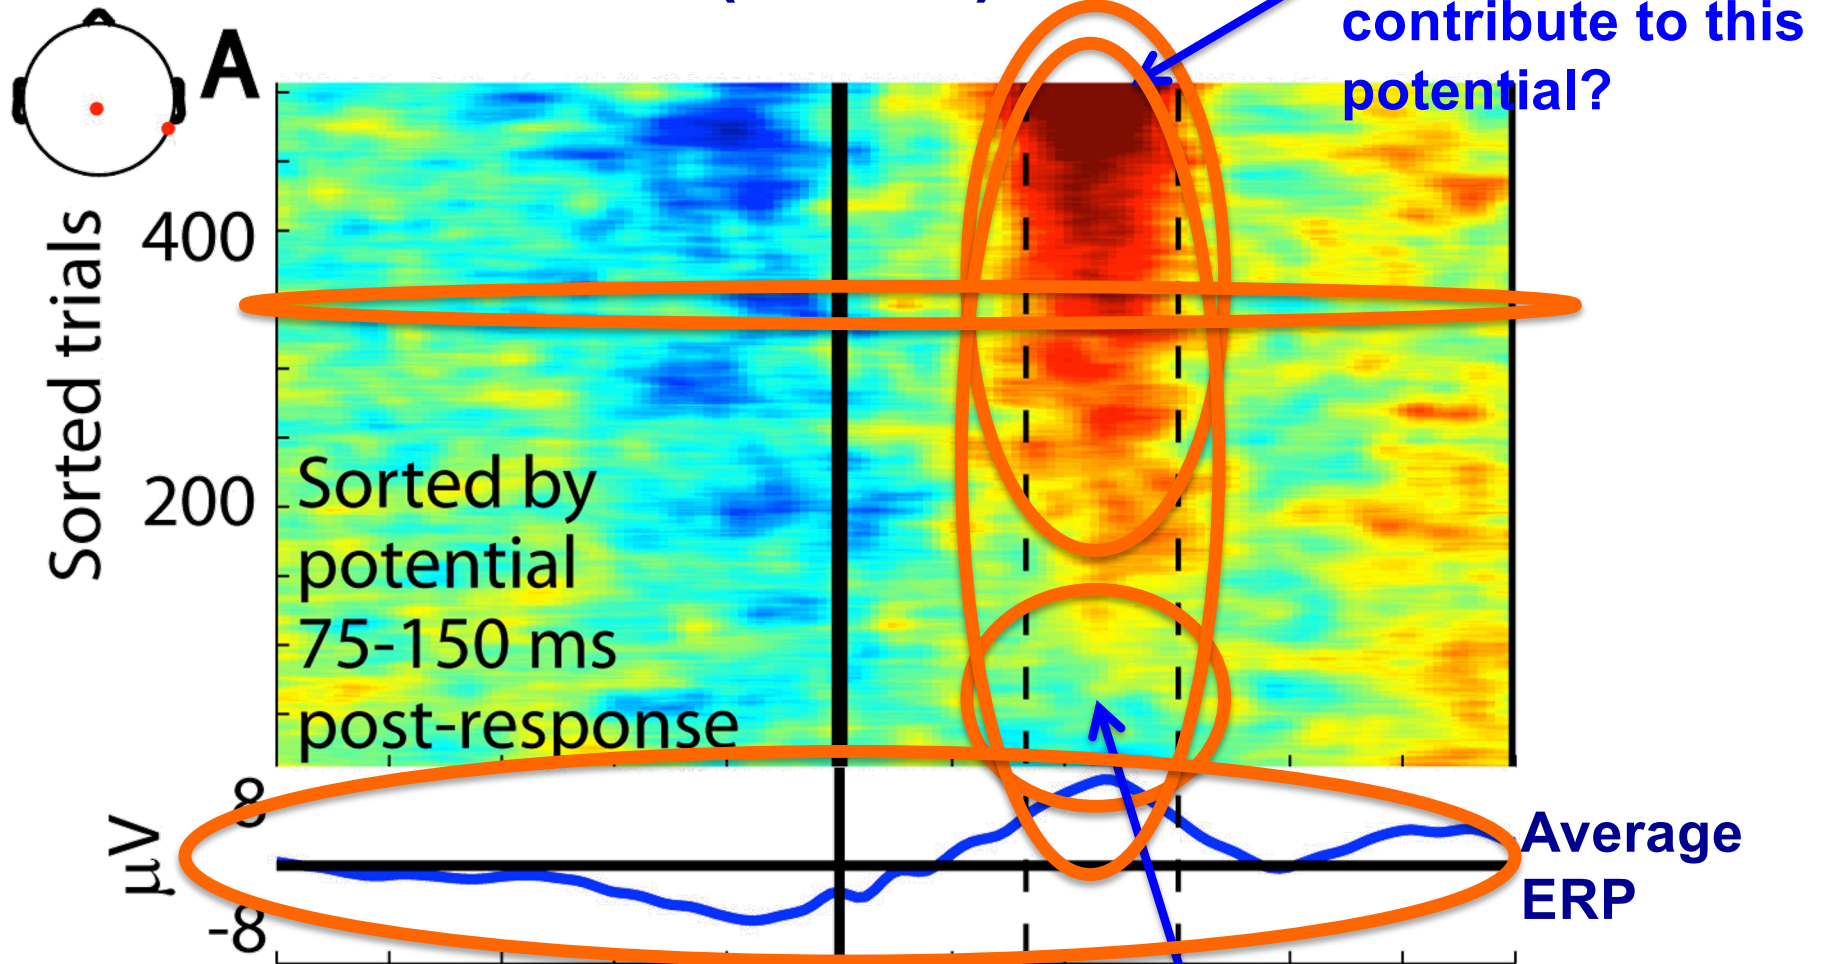 contribute to this
potential?
A
Sorted trials
400
200
Sorted by
potential
75-150 ms
post-response
8
µV
-8
Average
ERP